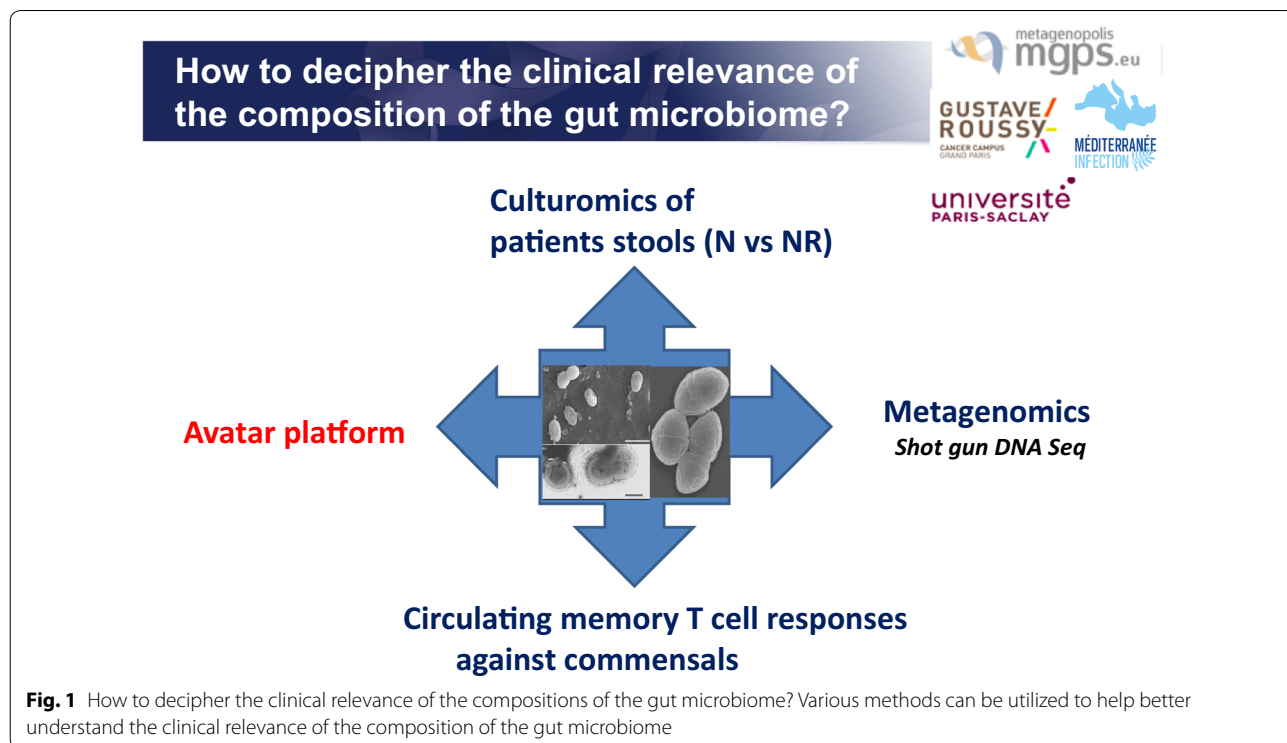 How to decipher the clinical relevance of
the composition of the gut microbiome?
metagenopolis
mgps.eu
GUSTAVE/
ROUSSY
CANCER CAMPUS
GRAND PARIS
MÉDITERRANÉE
INFECTION
université
PARIS-SACLAY
Culturomics of
patients stools (N vs NR)
Avatar platform
Metagenomics
Shot gun DNA Seq
Circulating memory T cell responses
against commensals
Fig. 1 How to decipher the clinical relevance of the compositions of the gut microbiome? Various methods can be utilized to help better
understand the clinical relevance of the composition of the gut microbiome